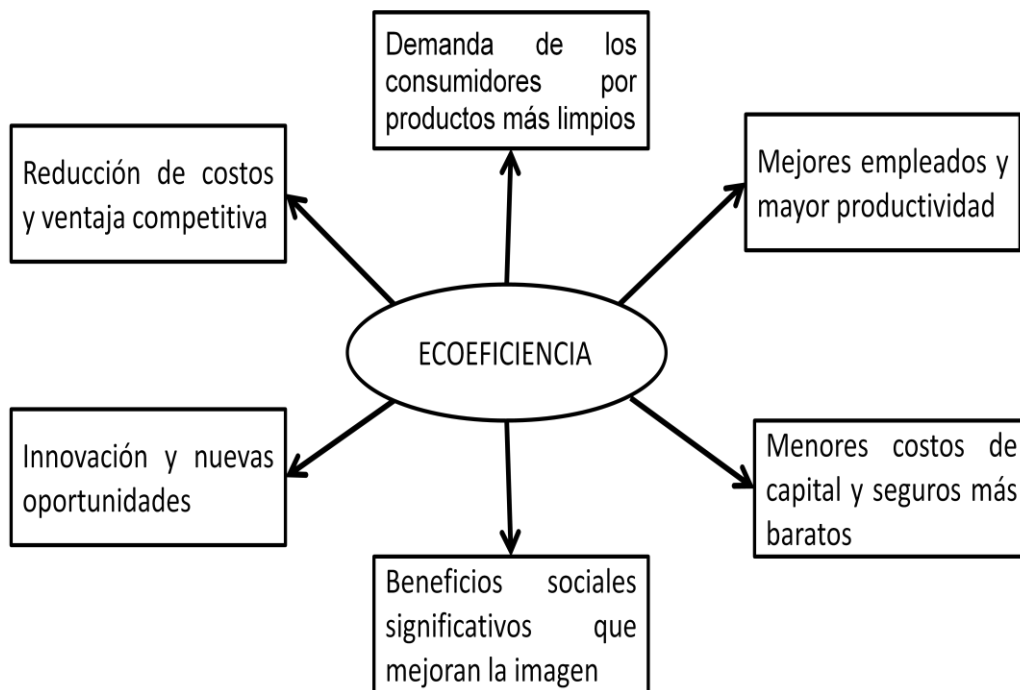 Demanda de los
consumidores por
productos más limpios
Reducción de costos
y ventaja competitiva
Mejores empleados y
mayor productividad
ECOEFICIENCIA
Innovación y nuevas
oportunidades
Menores costos de
capital y seguros más
baratos
Beneficios sociales
significativos que
mejoran la imagen